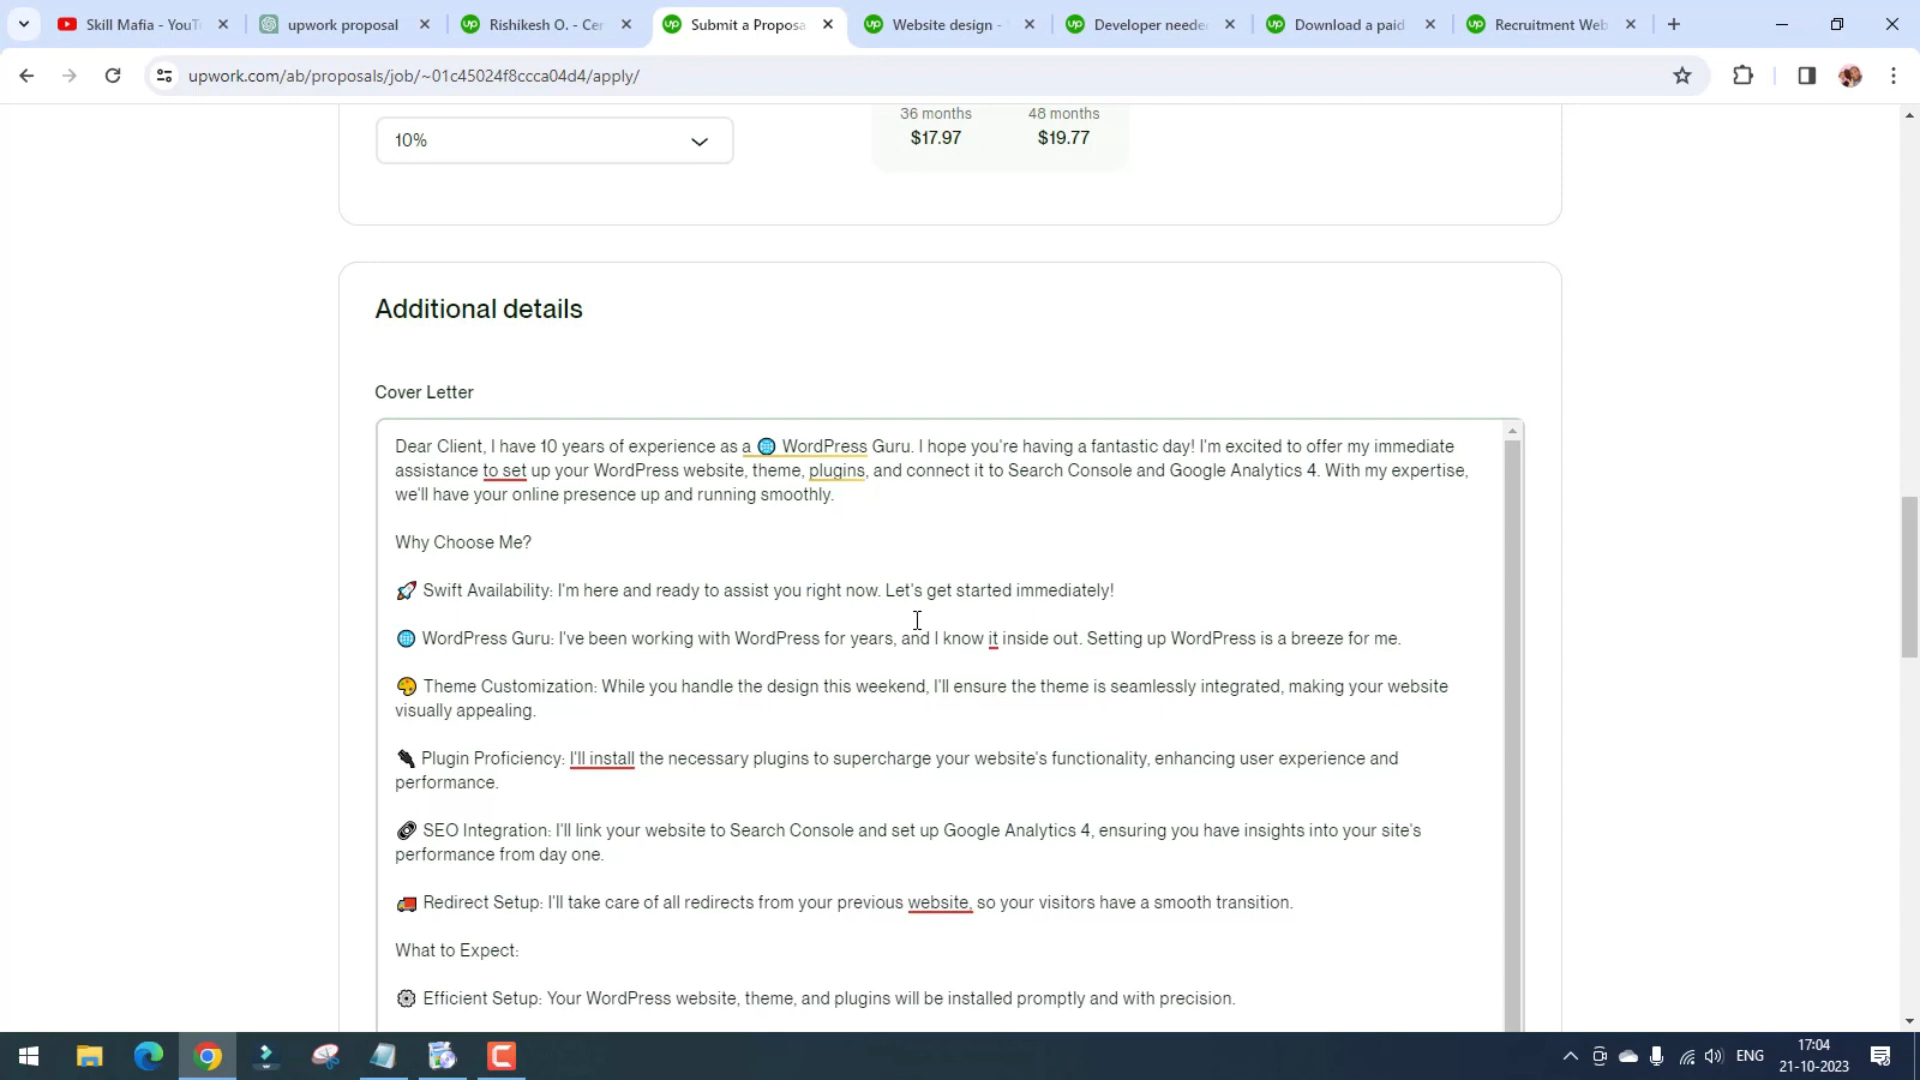 Skill Mafia - YouT
upwork proposal
Rishikesh O. - Cer
Submit a Proposa
Website design -
Developer neede
Download a paid
Recruitment Web
upwork.com/ab/proposals/job/~01c45024f8ccca04d4/apply/
36 months
48 months
10%
$17.97
$19.77
Additional details
Cover Letter
Dear Client, I have 10 years of experience as a 🌐 WordPress Guru. I hope you're having a fantastic day! I'm excited to offer my immediate
assistance to set up your WordPress website, theme, plugins, and connect it to Search Console and Google Analytics 4. With my expertise,
we'll have your online presence up and running smoothly.
Why Choose Me?
🚀 Swift Availability: I'm here and ready to assist you right now. Let's get started immediately!
🌐 WordPress Guru: I've been working with WordPress for years, and I know it inside out. Setting up WordPress is a breeze for me.
🎨 Theme Customization: While you handle the design this weekend, I'll ensure the theme is seamlessly integrated, making your website
visually appealing.
🔌 Plugin Proficiency: I'll install the necessary plugins to supercharge your website's functionality, enhancing user experience and
performance.
🔗 SEO Integration: I'll link your website to Search Console and set up Google Analytics 4, ensuring you have insights into your site's
performance from day one.
🚚 Redirect Setup: I'll take care of all redirects from your previous website, so your visitors have a smooth transition.
What to Expect:
⚙️ Efficient Setup: Your WordPress website, theme, and plugins will be installed promptly and with precision.
ENG
17:04
21-10-2023